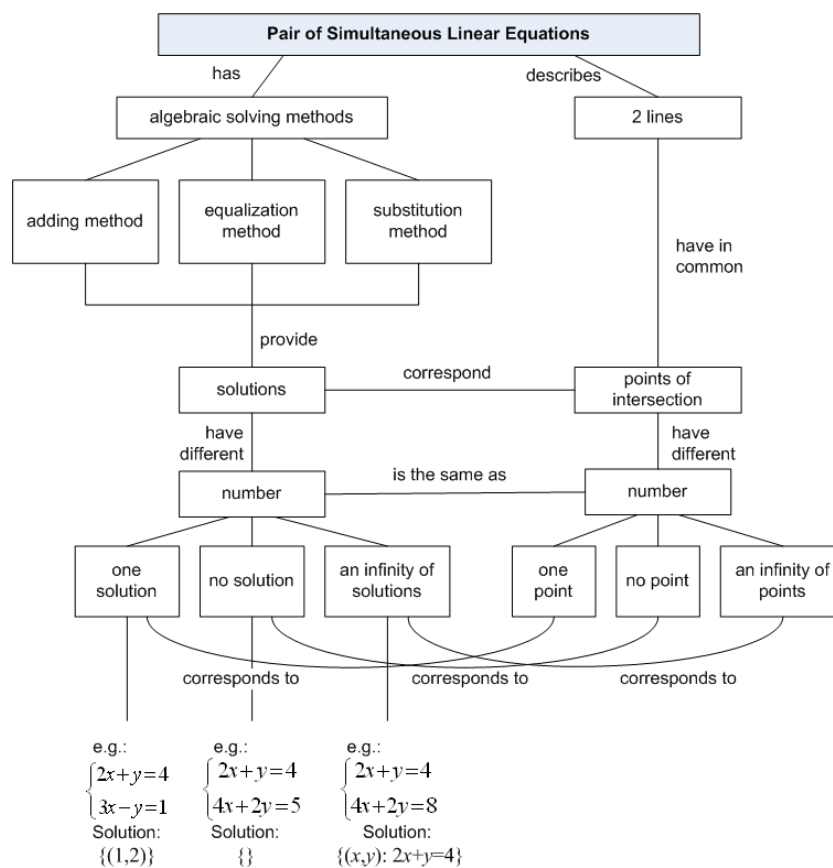 Pair of Simultaneous Linear Equations
has
describes
algebraic solving methods
2 lines
adding method
equalization
method
substitution
method
have in
common
provide
solutions
correspond
points of
intersection
have
different
have
different
number
is the same as
number
one
solution
no solution
an infinity of
solutions
one
point
no point
an infinity of
points
corresponds to
corresponds to
corresponds to
e.g.:
2x+y=4
3x-y=1
Solution:
{(1,2)}
e.g.:
2x+y=4
4x+2y=5
Solution:
{}
e.g.:
2x+y=4
4x+2y=8
Solution:
{(x,y): 2x+y=4}